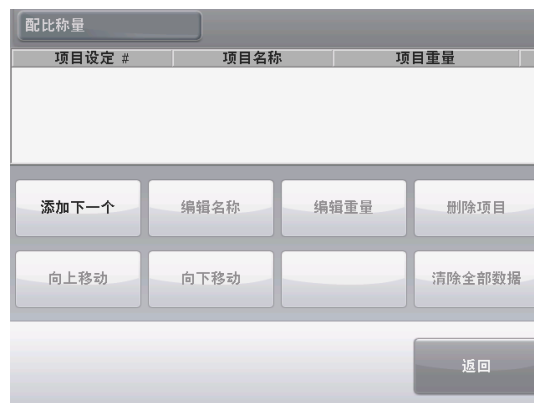 配比称量
项目设定 # 项目名称 项目重量
添加下一个 编辑名称 编辑重量 删除项目
向上移动 向下移动 清除全部数据
返回